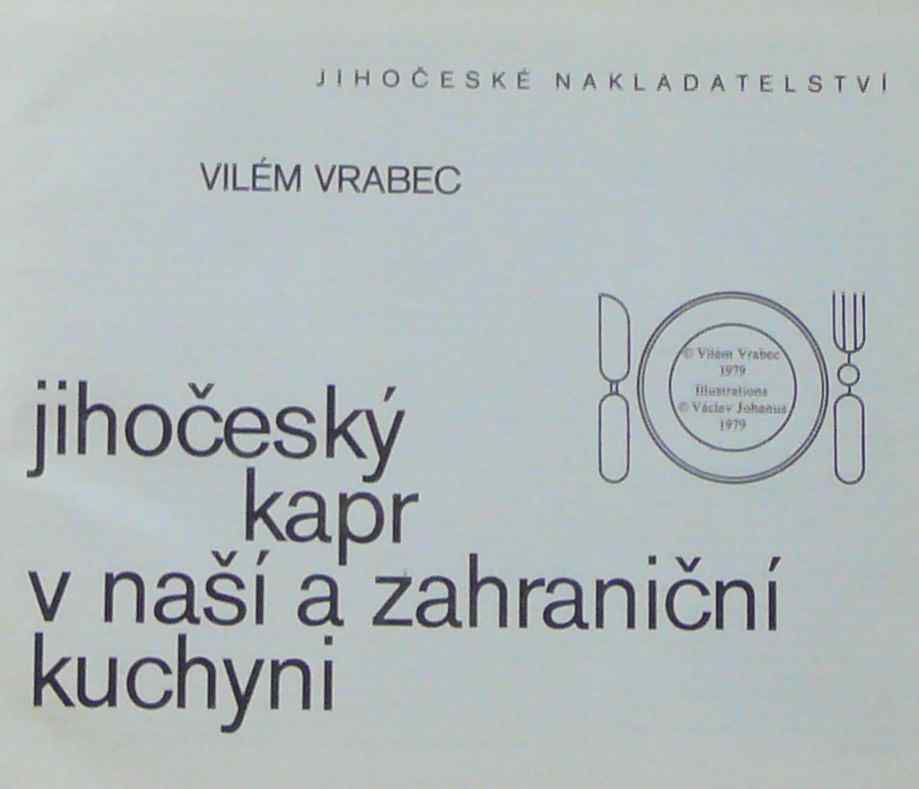 JIHOČESKÉ NAKLADATELSTVÍ
VILÉM VRABEC
© Vilém Vrabec
1979
Illustrations
© Václav Johanus
1979
jihočeský
kapr
v naší a zahraniční
kuchyni